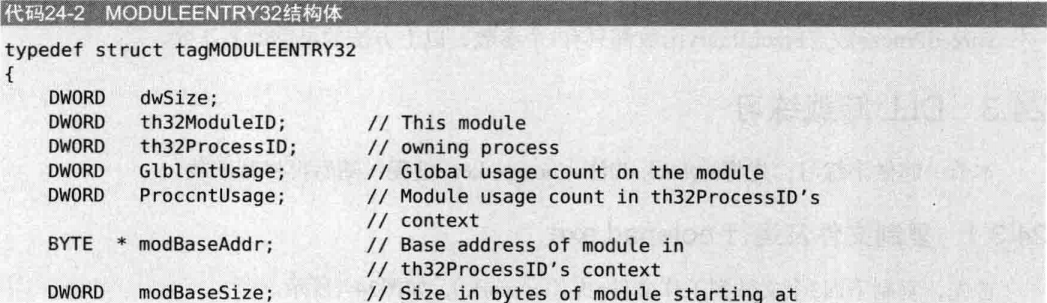 代码24-2 MODULEENTRY32结构体
typedef struct tagMODULEENTRY32
{
    DWORD   dwSize;
    DWORD   th32ModuleID;       // This module
    DWORD   th32ProcessID;      // owning process
    DWORD   GlblcntUsage;       // Global usage count on the module
    DWORD   ProccntUsage;       // Module usage count in th32ProcessID's
                                // context
    BYTE  * modBaseAddr;        // Base address of module in
                                // th32ProcessID's context
    DWORD   modBaseSize;        // Size in bytes of module starting at